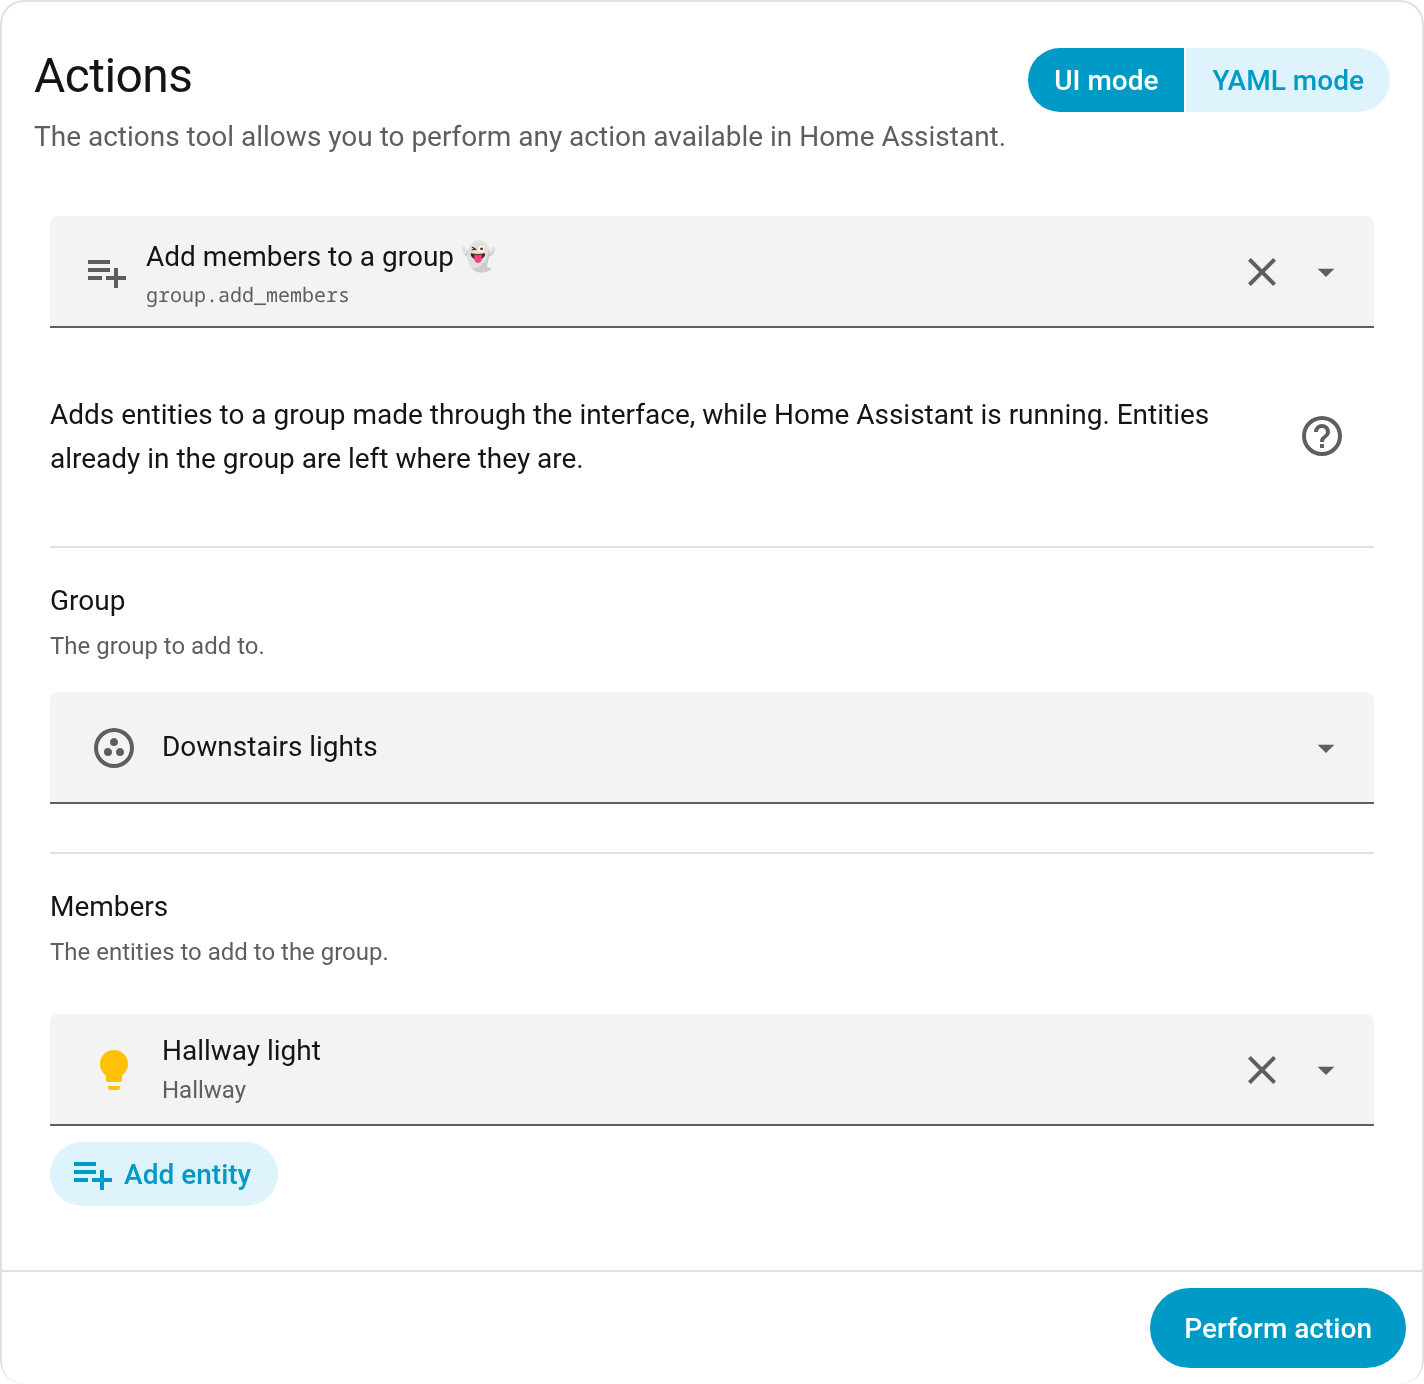 Actions
UI mode
YAML mode
The actions tool allows you to perform any action available in Home Assistant.
Add members to a group 👻
group.add_members
Adds entities to a group made through the interface, while Home Assistant is running. Entities
already in the group are left where they are.
Group
The group to add to.
Downstairs lights
Members
The entities to add to the group.
Hallway light
Hallway
Add entity
Perform action